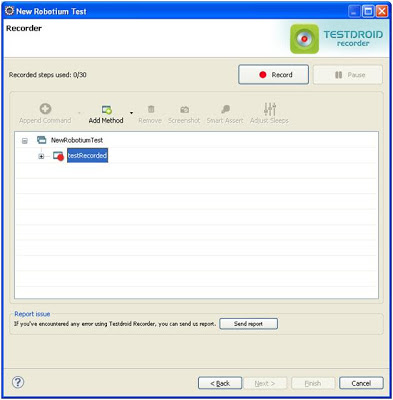 New Robotium Test
Recorder
TESTDROID
recorder
Recorded steps used: 0/30
Record
Pause
Append Command
Add Method
Remove
Screenshot
Smart Assert
Adjust Sleeps
NewRobotiumTest
testRecorded
Report issue
If you've encountered any error using Testdroid Recorder, you can send us report.
Send report
?
< Back
Next >
Finish
Cancel